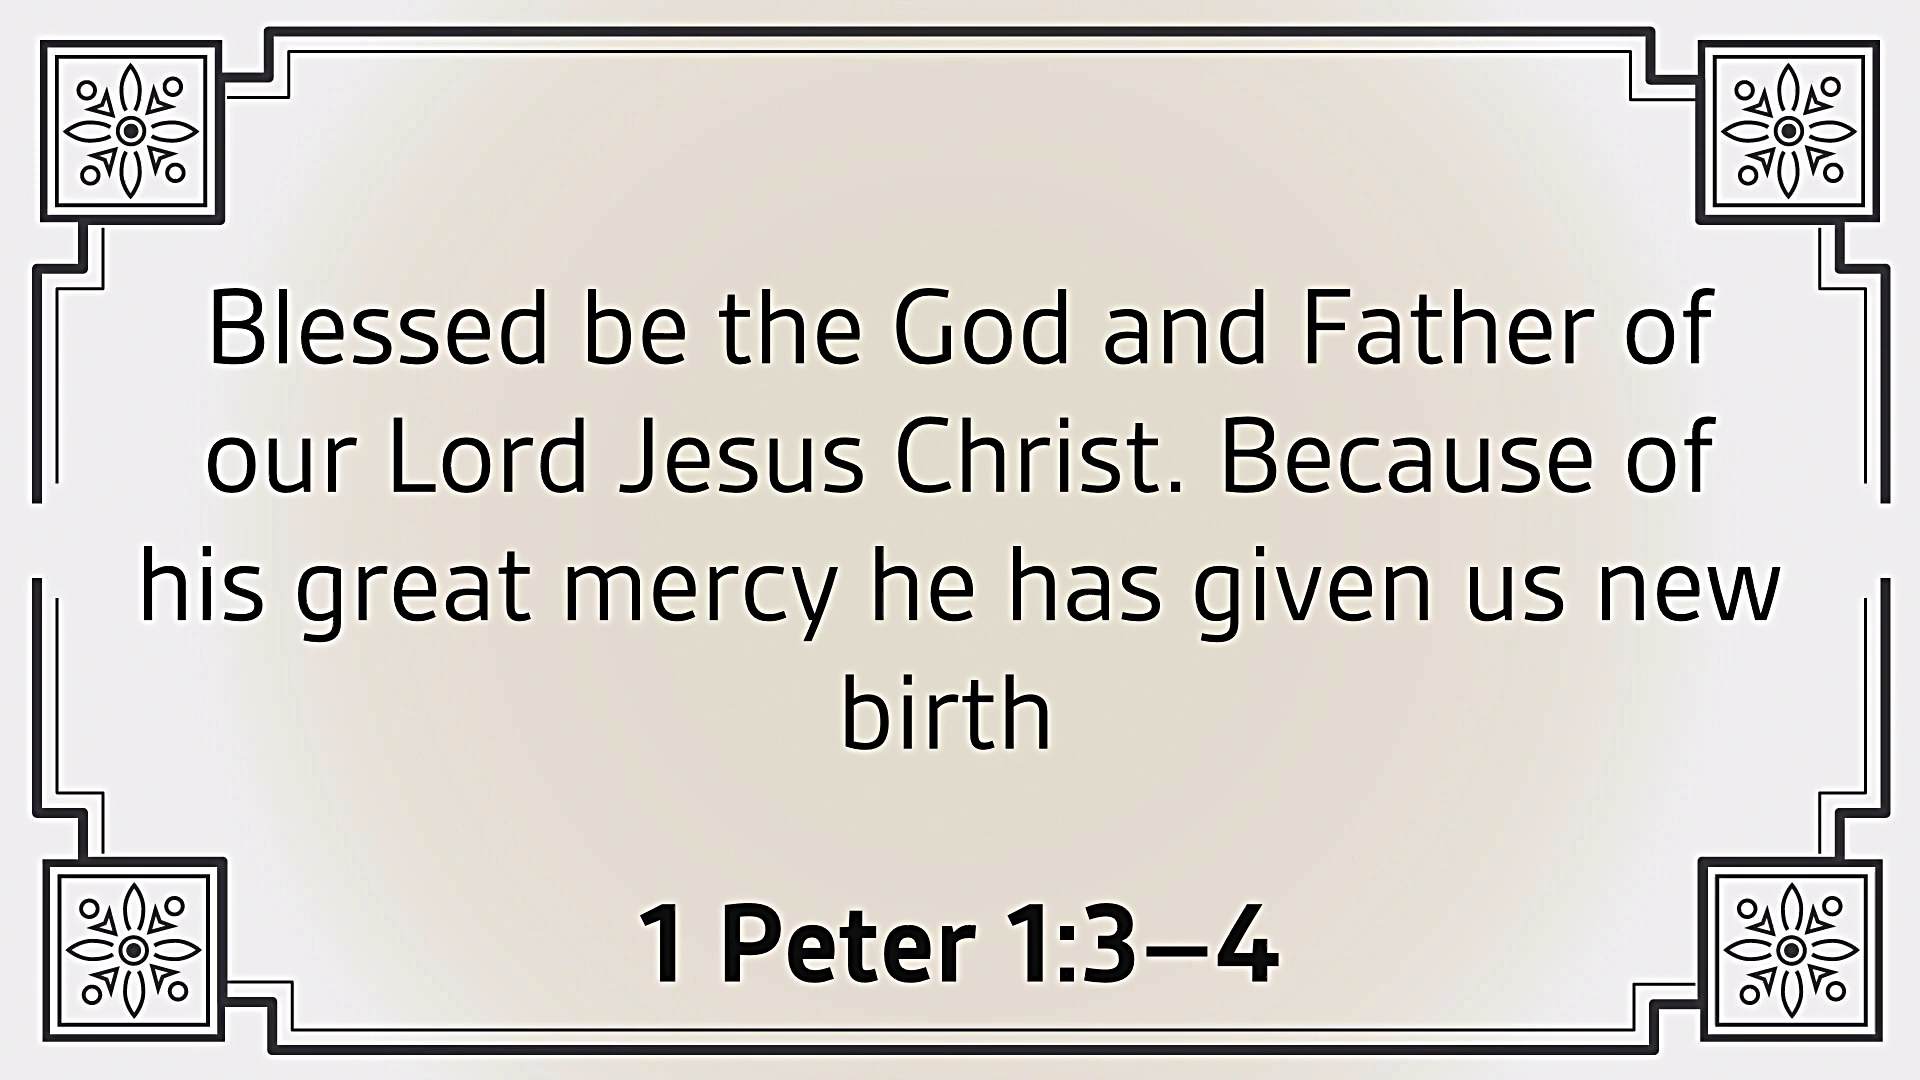 Blessed be the God and Father of
our Lord Jesus Christ. Because of
his great mercy he has given us new
birth
1 Peter 1:3–4